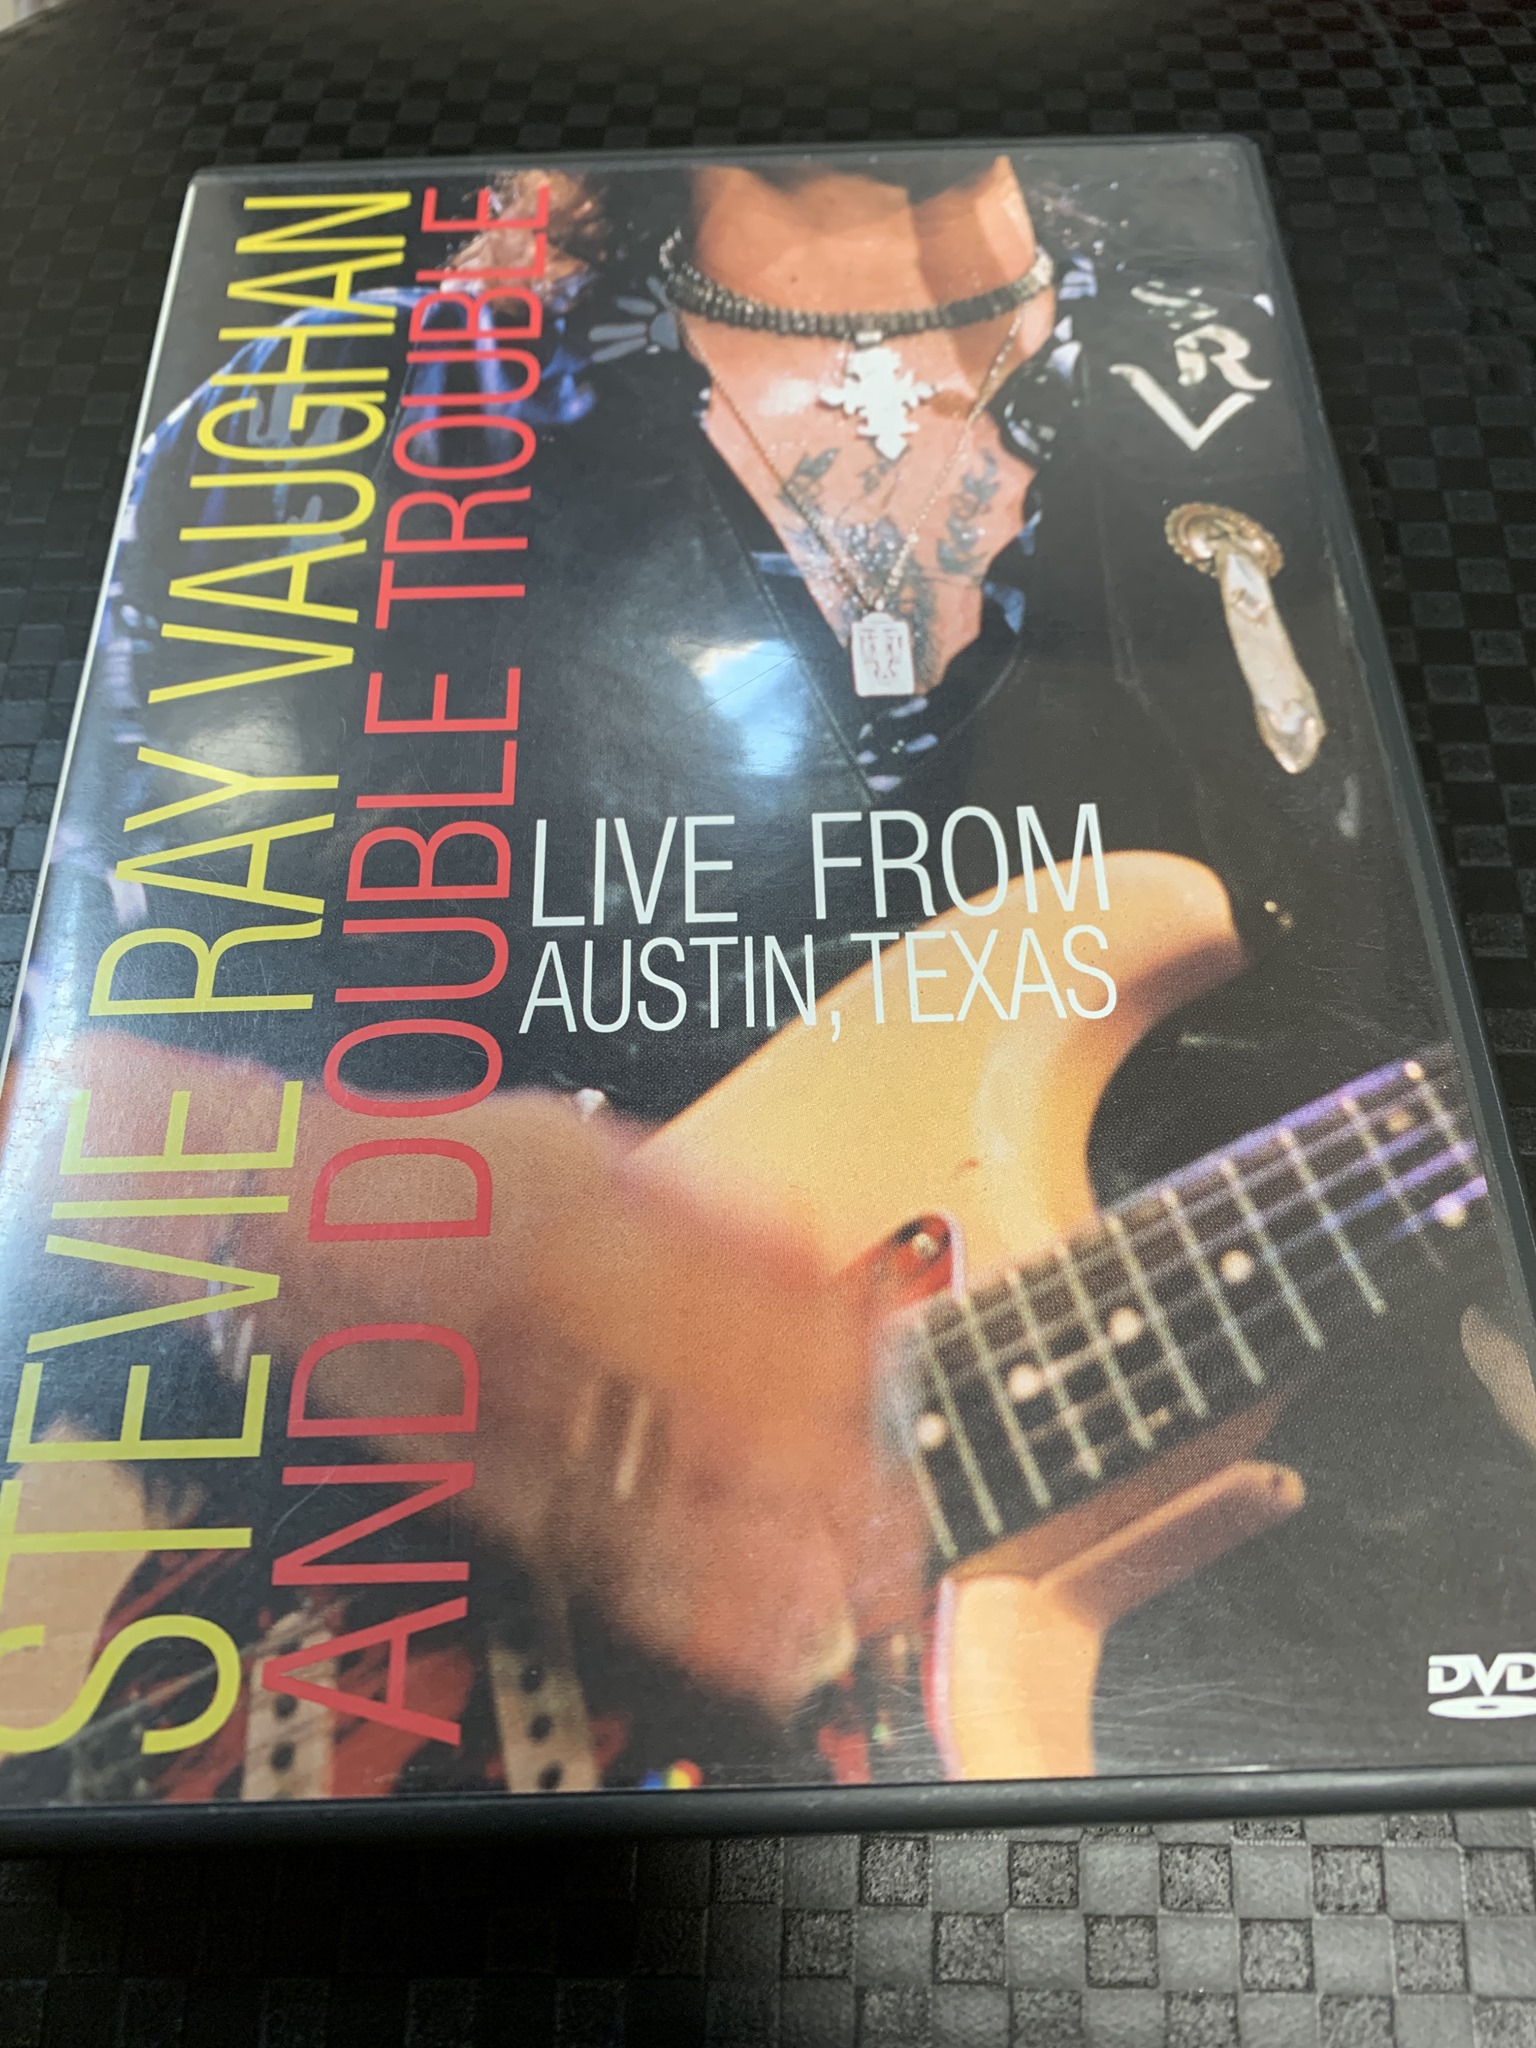 STEVIE RAY VAUGHAN
AND DOUBLE TROUBLE
LIVE FROM
AUSTIN, TEXAS
DVD